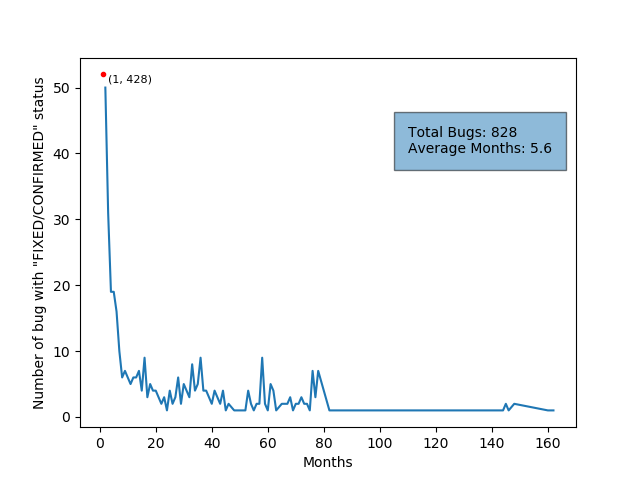 (1, 428)
Total Bugs: 828
Average Months: 5.6
Number of bug with "FIXED/CONFIRMED" status
50
40
30
20
10
0
0 20 40 60 80 100 120 140 160
Months